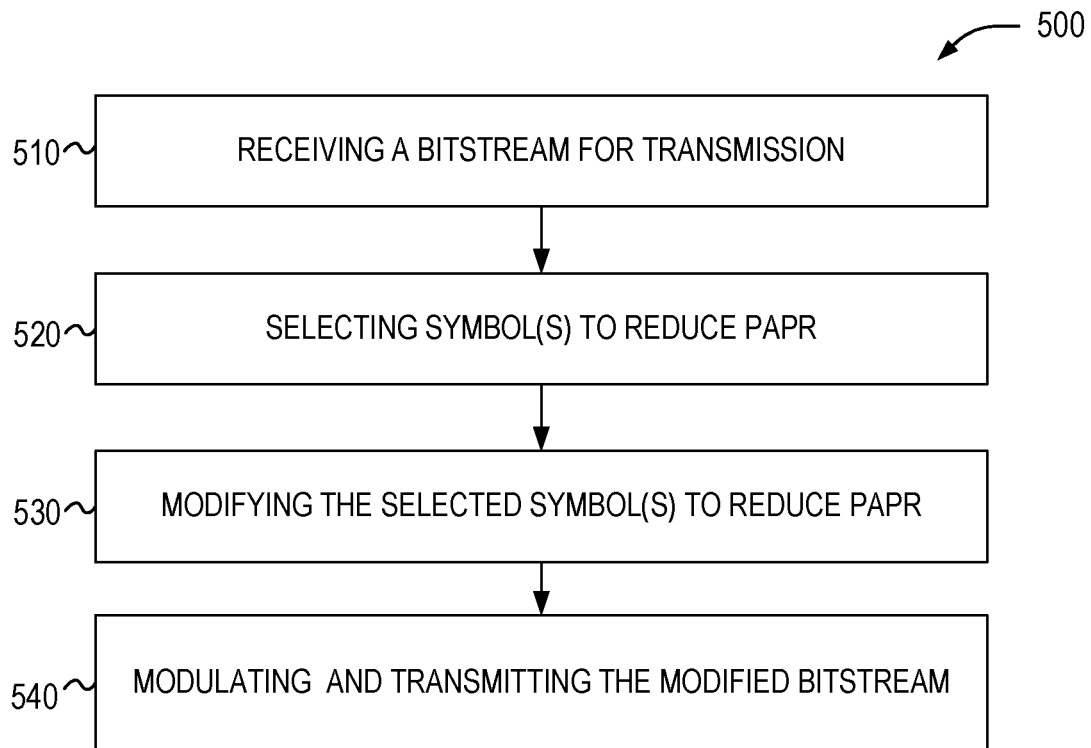 500
510
RECEIVING A BITSTREAM FOR TRANSMISSION
520
SELECTING SYMBOL(S) TO REDUCE PAPR
530
MODIFYING THE SELECTED SYMBOL(S) TO REDUCE PAPR
540
MODULATING AND TRANSMITTING THE MODIFIED BITSTREAM